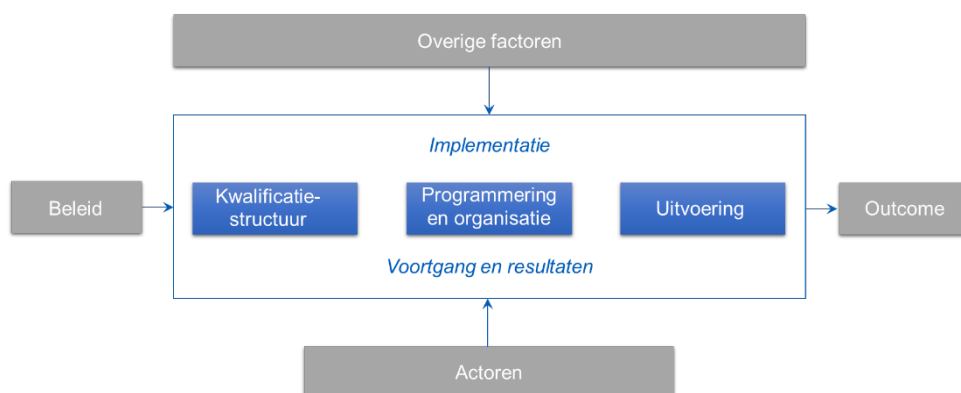 Overige factoren
Implementatie
Beleid
Kwalificatie-
structuur
Programmering
en organisatie
Uitvoering
Outcome
Voortgang en resultaten
Actoren